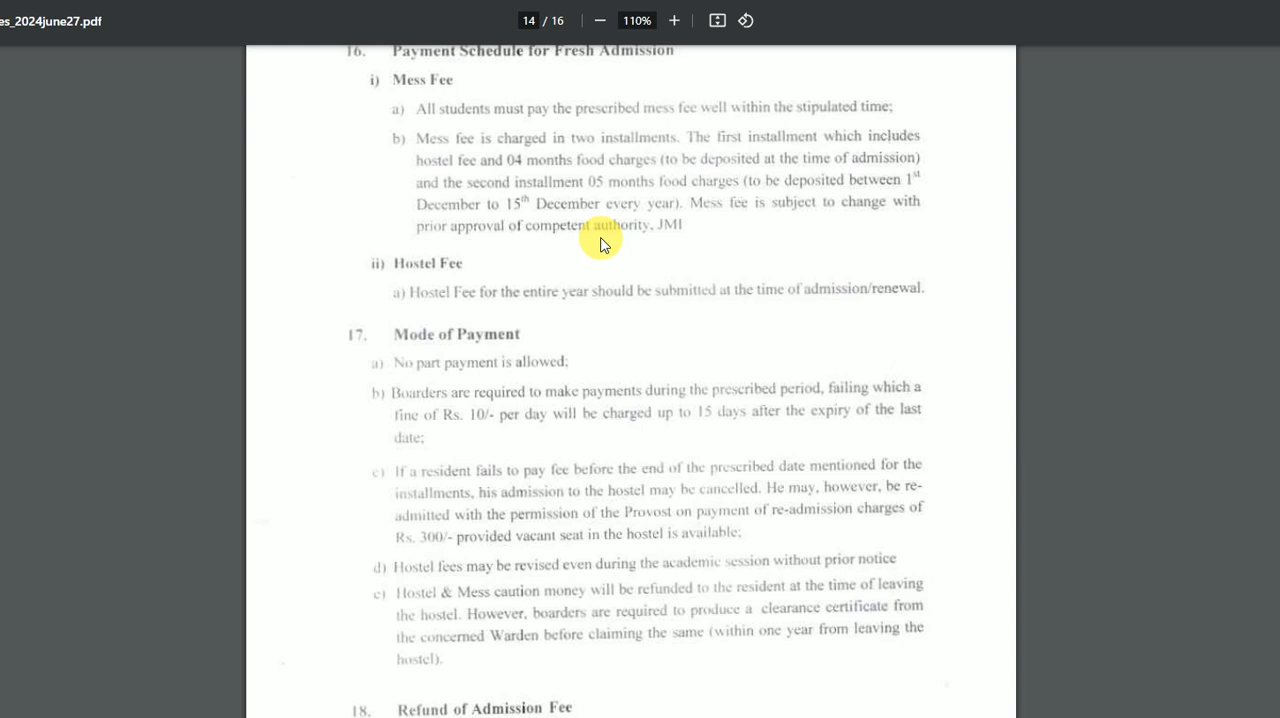 es_2024june27.pdf
14 / 16
110%
16. Payment Schedule for Fresh Admission
i) Mess Fee
a) All students must pay the prescribed mess fee well within the stipulated time;
b) Mess fee is charged in two installments. The first installment which includes
hostel fee and 04 months food charges (to be deposited at the time of admission)
and the second installment 05 months food charges (to be deposited between 1st
December to 15th December every year). Mess fee is subject to change with
prior approval of competent authority, JMI
ii) Hostel Fee
a) Hostel Fee for the entire year should be submitted at the time of admission/renewal.
17. Mode of Payment
a) No part payment is allowed;
b) Boarders are required to make payments during the prescribed period, failing which a
fine of Rs. 10/- per day will be charged up to 15 days after the expiry of the last
date;
c) If a resident fails to pay fee before the end of the prescribed date mentioned for the
installments, his admission to the hostel may be cancelled. He may, however, be re-
admitted with the permission of the Provost on payment of re-admission charges of
Rs. 300/- provided vacant seat in the hostel is available;
d) Hostel fees may be revised even during the academic session without prior notice
e) Hostel & Mess caution money will be refunded to the resident at the time of leaving
the hostel. However, boarders are required to produce a clearance certificate from
the concerned Warden before claiming the same (within one year from leaving the
hostel).
18. Refund of Admission Fee